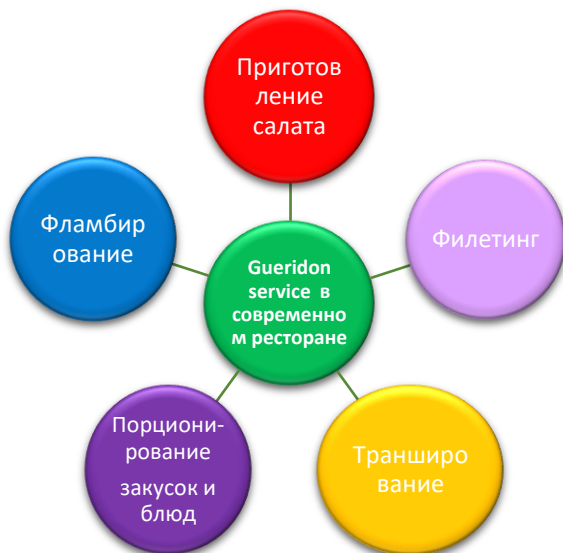 Приготов
ление
салата
Фламбир
ование
Филетинг
Gueridon
service в
современно
м ресторане
Порциони-
рование
закусок и
блюд
Транширо
вание